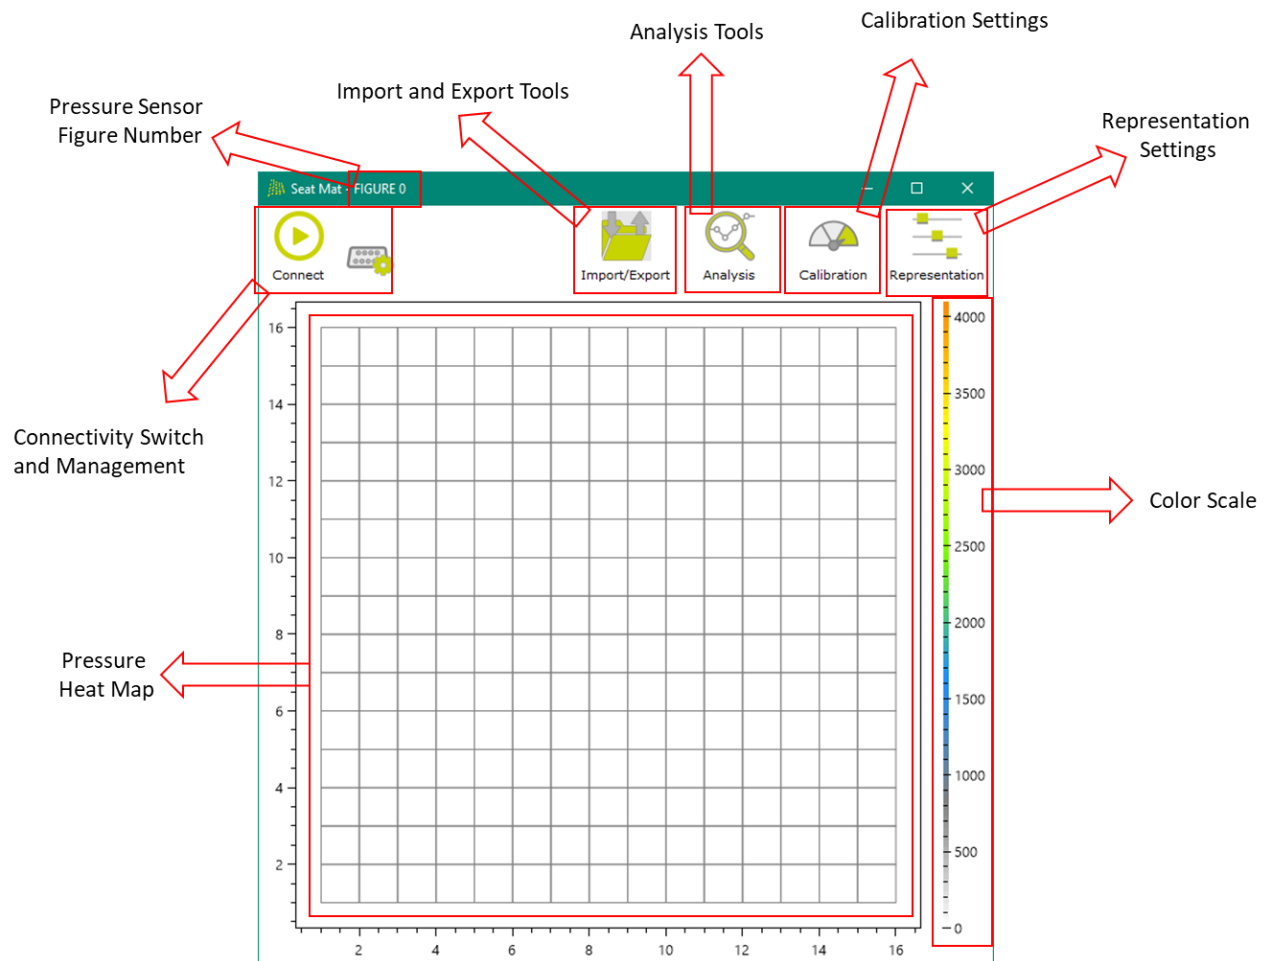 Calibration Settings
Analysis Tools
Import and Export Tools
Pressure Sensor
Figure Number
Representation
Settings
Seat Mat - FIGURE 0
Connect
Import/Export
Analysis
Calibration
Representation
Connectivity Switch
and Management
Pressure
Heat Map
Color Scale
16
14
12
10
8
6
4
2
2 4 6 8 10 12 14 16
4000
3500
3000
2500
2000
1500
1000
500
0